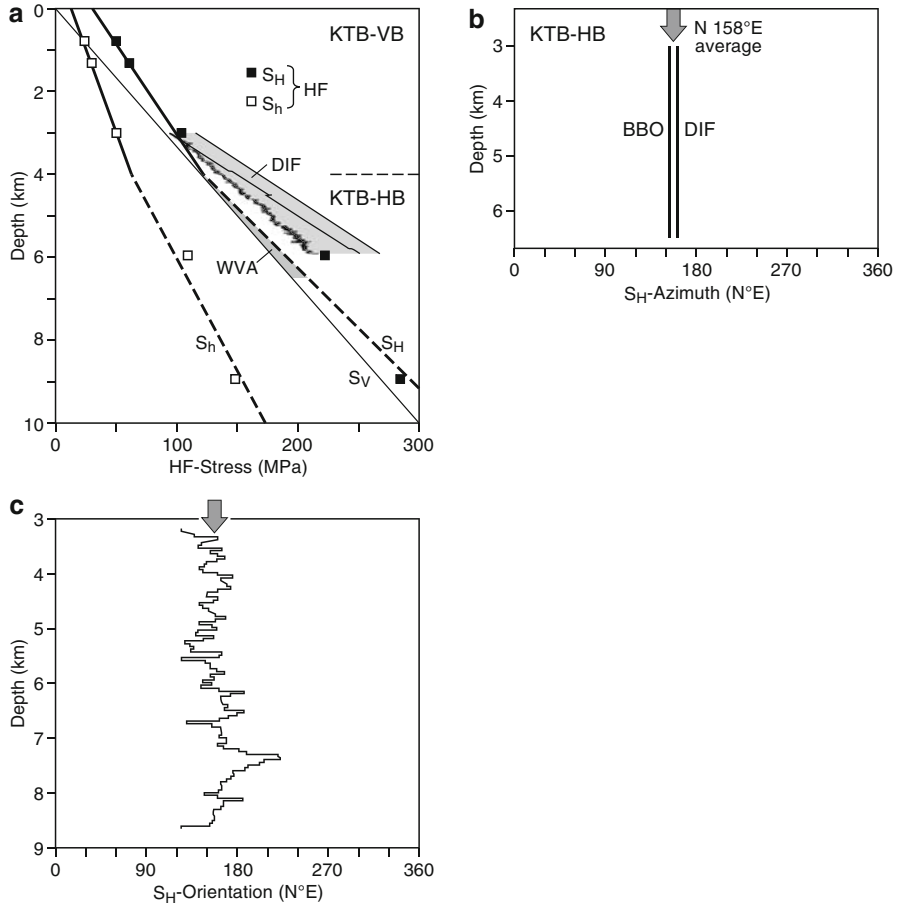 a
KTB-VB
S_H
S_h
HF
DIF
KTB-HB
WVA
S_h
S_H
S_V
0
2
4
6
8
10
Depth (km)
0 100 200 300
HF-Stress (MPa)
b
KTB-HB
N 158°E
average
BBO DIF
3
4
5
6
Depth (km)
0 90 180 270 360
S_H-Azimuth (N°E)
c
3
4
5
6
7
8
9
Depth (km)
0 90 180 270 360
S_H-Orientation (N°E)